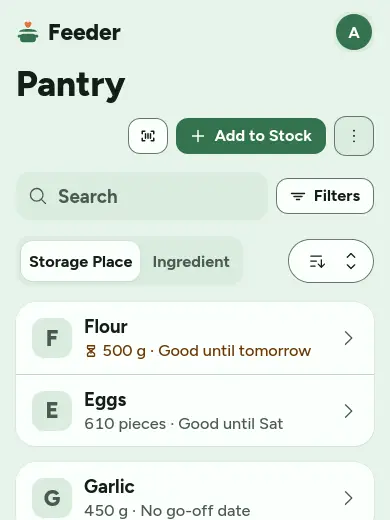 Feeder
A
Pantry
Add to Stock
Search
Filters
Storage Place
Ingredient
F
Flour
500 g · Good until tomorrow
E
Eggs
610 pieces · Good until Sat
G
Garlic
450 g · No go-off date